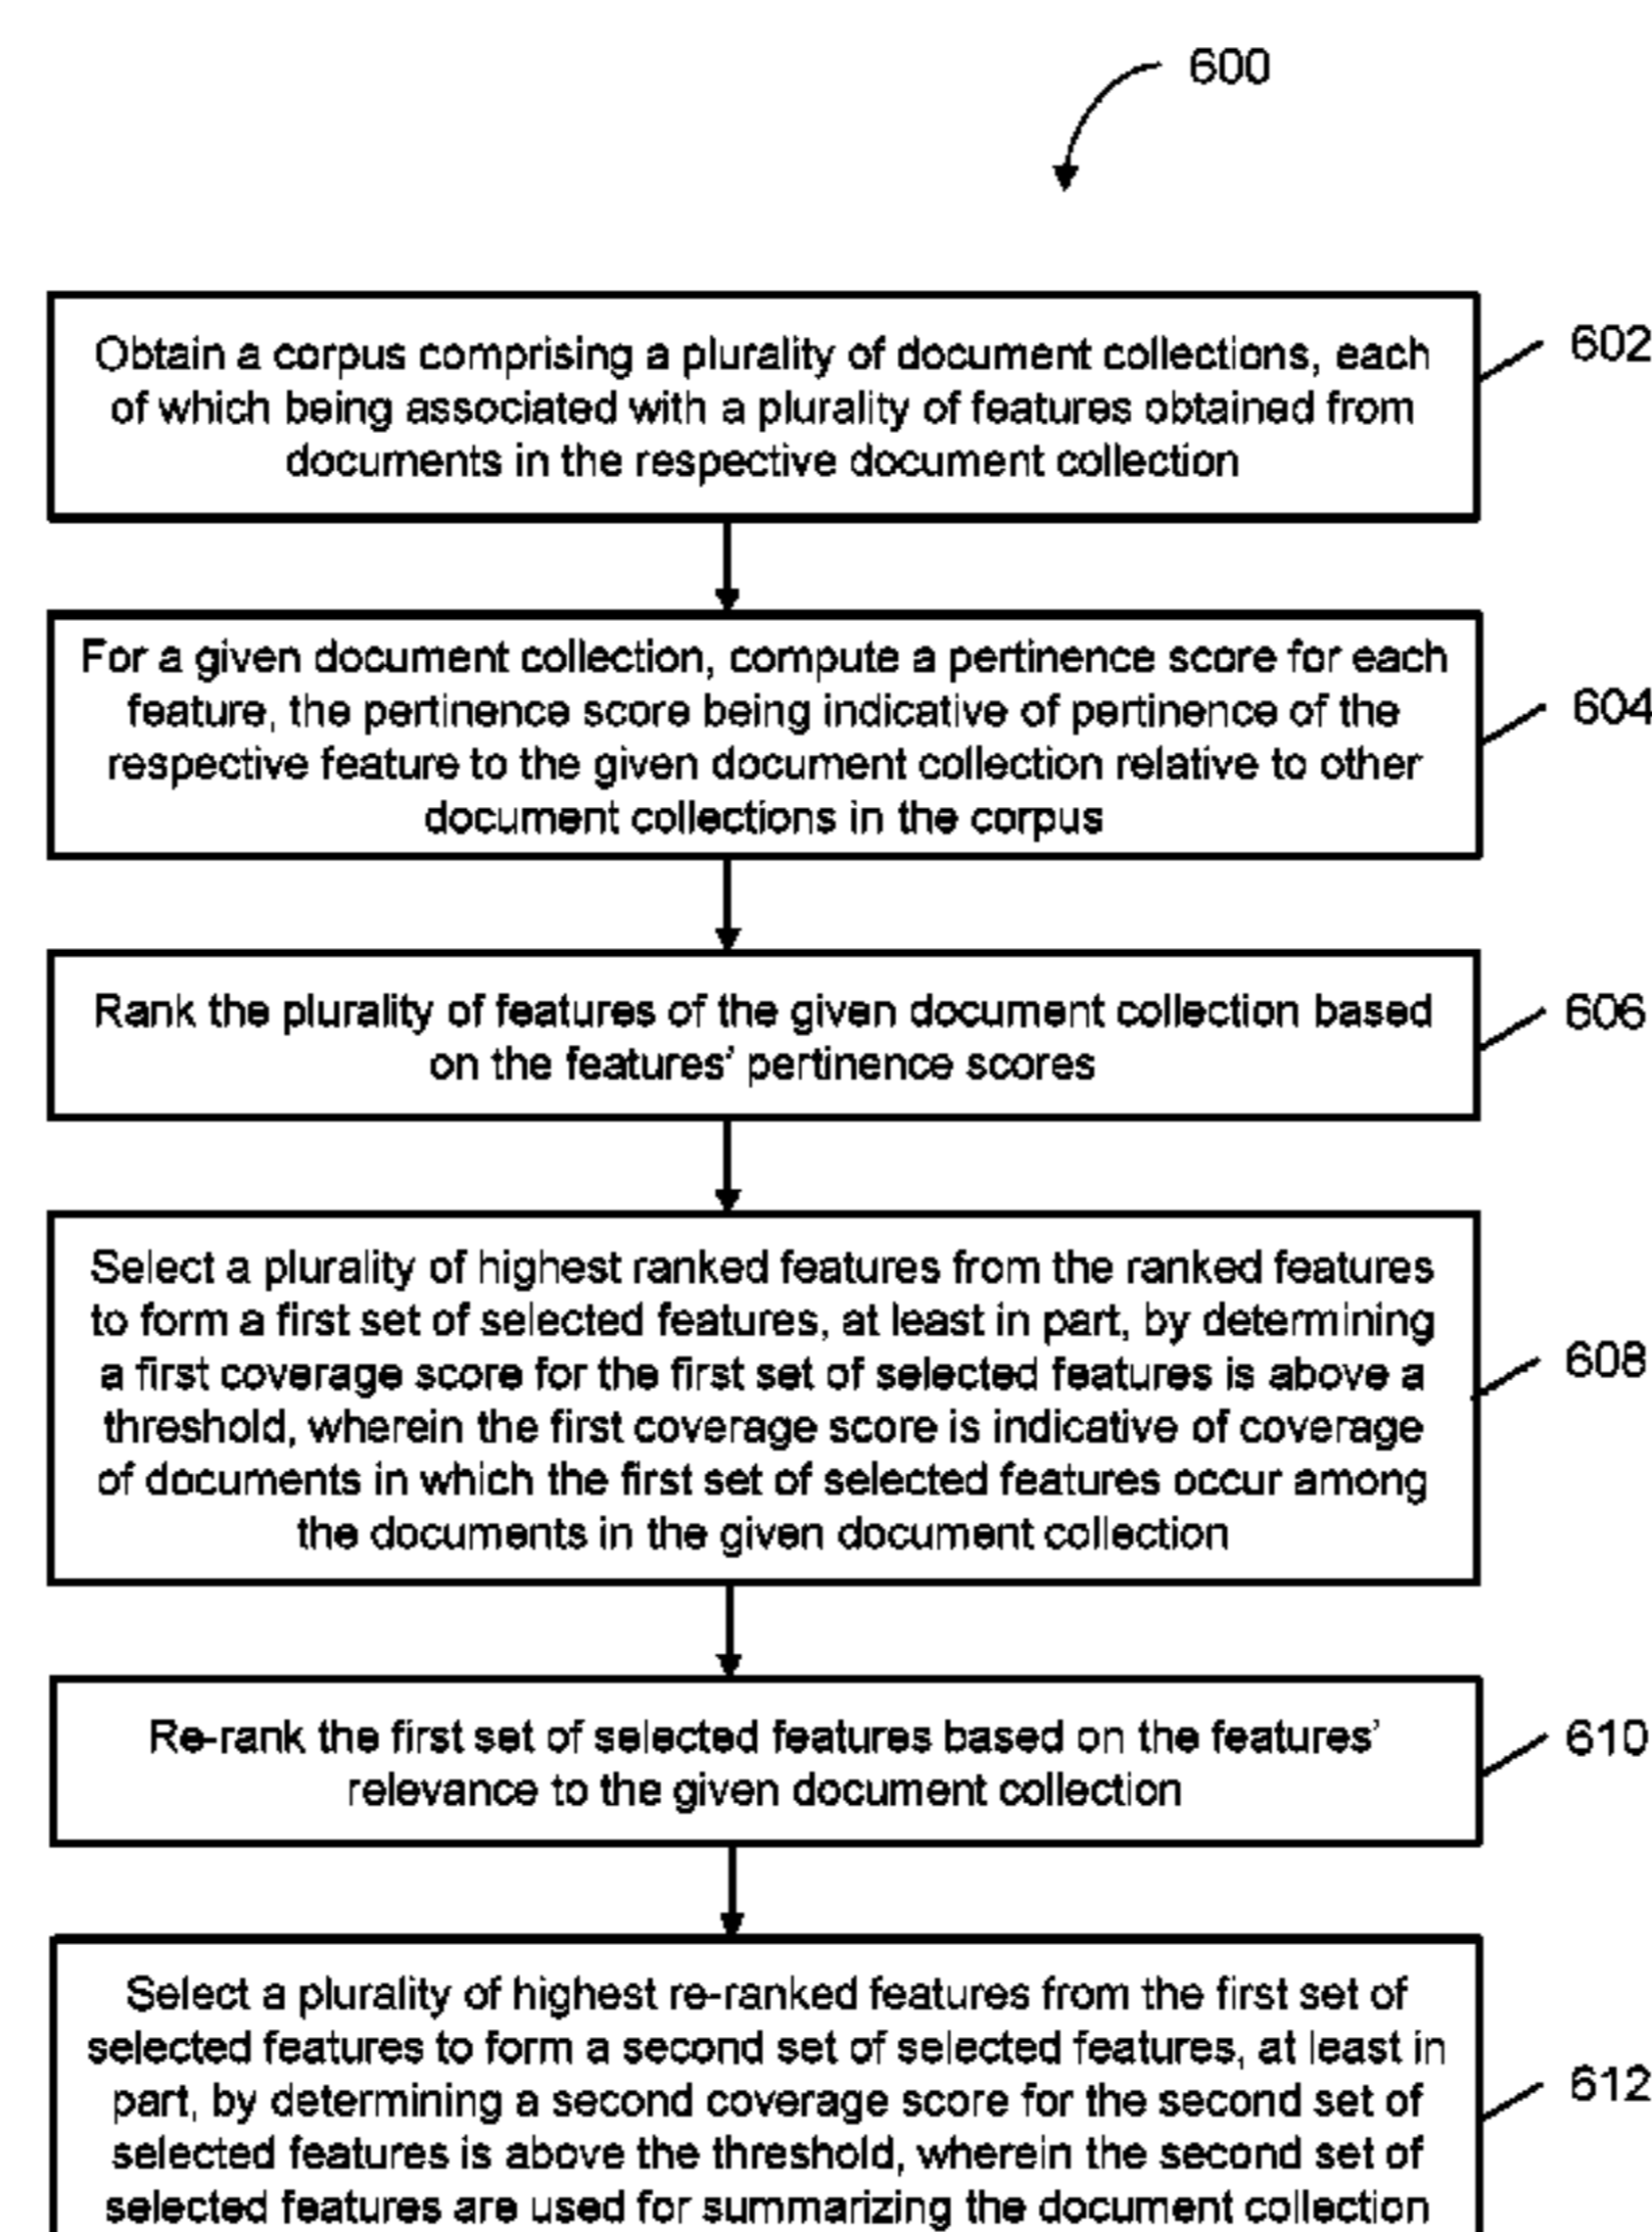 600
Obtain a corpus comprising a plurality of document collections, each
of which being associated with a plurality of features obtained from
documents in the respective document collection
602
For a given document collection, compute a pertinence score for each
feature, the pertinence score being indicative of pertinence of the
respective feature to the given document collection relative to other
document collections in the corpus
604
Rank the plurality of features of the given document collection based
on the features' pertinence scores
606
Select a plurality of highest ranked features from the ranked features
to form a first set of selected features, at least in part, by determining
a first coverage score for the first set of selected features is above a
threshold, wherein the first coverage score is indicative of coverage
of documents in which the first set of selected features occur among
the documents in the given document collection
608
Re-rank the first set of selected features based on the features'
relevance to the given document collection
610
Select a plurality of highest re-ranked features from the first set of
selected features to form a second set of selected features, at least in
part, by determining a second coverage score for the second set of
selected features is above the threshold, wherein the second set of
selected features are used for summarizing the document collection
612